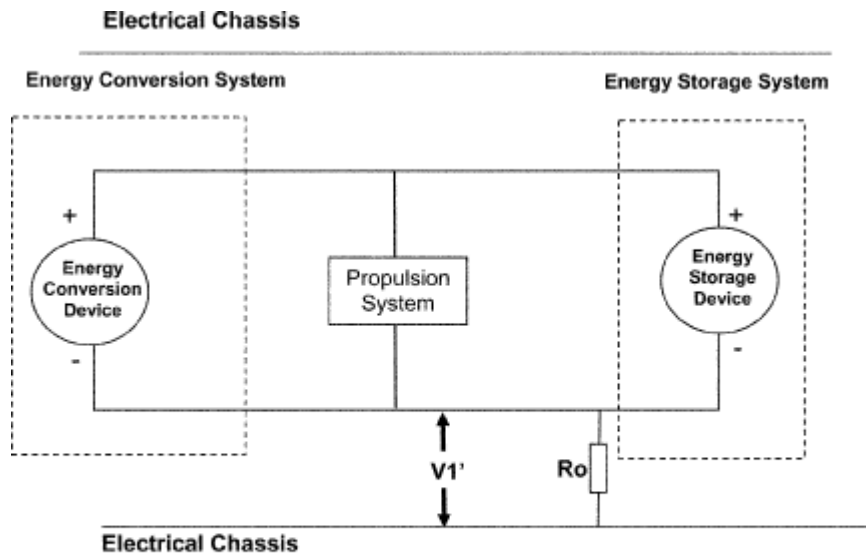 Electrical Chassis
Energy Conversion System
Energy Storage System
+
+
Energy
Conversion
Device
Propulsion
System
Energy
Storage
Device
-
-
V1’
Ro
Electrical Chassis